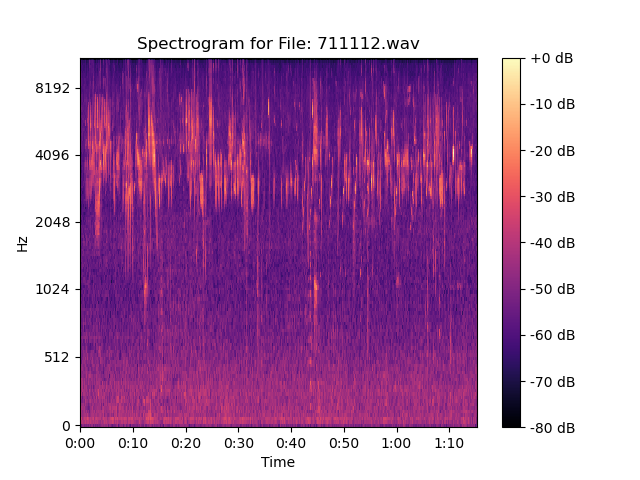 Spectrogram for File: 711112.wav
8192
4096
2048
1024
512
0
Hz
0:00 0:10 0:20 0:30 0:40 0:50 1:00 1:10
Time
+0 dB
-10 dB
-20 dB
-30 dB
-40 dB
-50 dB
-60 dB
-70 dB
-80 dB